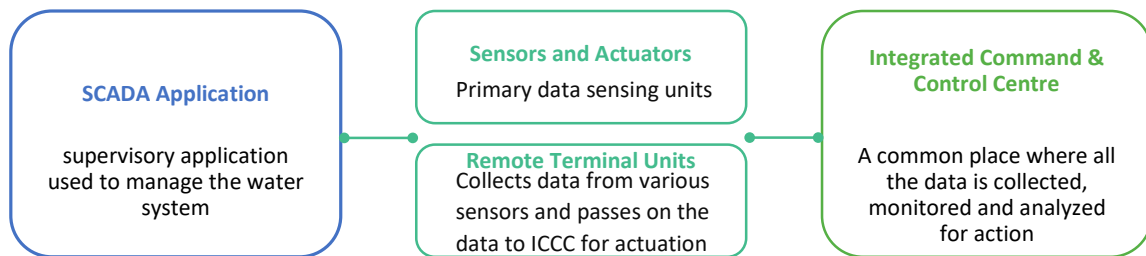 SCADA Application
supervisory application
used to manage the water
system
Sensors and Actuators
Primary data sensing units
Remote Terminal Units
Collects data from various
sensors and passes on the
data to ICCC for actuation
Integrated Command &
Control Centre
A common place where all
the data is collected,
monitored and analyzed
for action